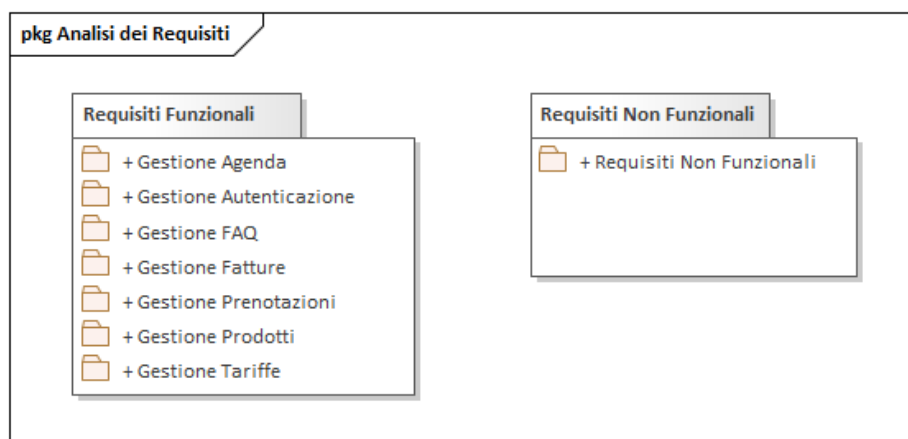 pkg Analisi dei Requisiti
Requisiti Funzionali
+ Gestione Agenda
+ Gestione Autenticazione
+ Gestione FAQ
+ Gestione Fatture
+ Gestione Prenotazioni
+ Gestione Prodotti
+ Gestione Tariffe
Requisiti Non Funzionali
+ Requisiti Non Funzionali